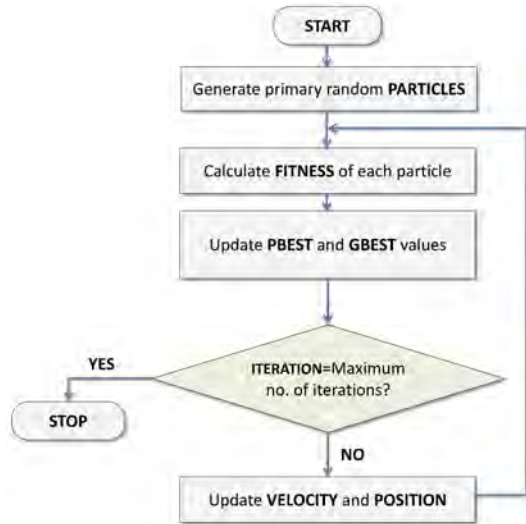 START
Generate primary random PARTICLES
Calculate FITNESS of each particle
Update PBEST and GBEST values
ITERATION=Maximum
no. of iterations?
YES
STOP
NO
Update VELOCITY and POSITION